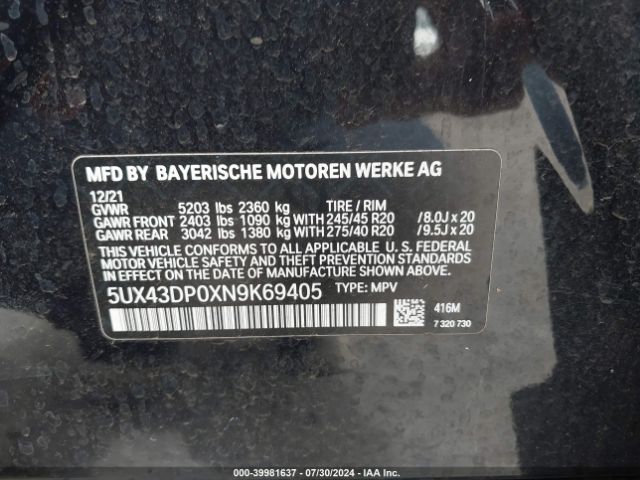 MFD BY BAYERISCHE MOTOREN WERKE AG
12/21
GVWR 5203 lbs 2360 kg TIRE / RIM
GAWR FRONT 2403 lbs 1090 kg WITH 245/45 R20 /8.0J x 20
GAWR REAR 3042 lbs 1380 kg WITH 275/40 R20 /9.5J x 20
THIS VEHICLE CONFORMS TO ALL APPLICABLE U. S. FEDERAL
MOTOR VEHICLE SAFETY AND THEFT PREVENTION
STANDARDS IN EFFECT ON THE DATE OF MANUFACTURE
SHOWN ABOVE.
5UX43DP0XN9K69405 TYPE: MPV
416M
7 320 730
000-39981637 - 07/30/2024 - IAA Inc.